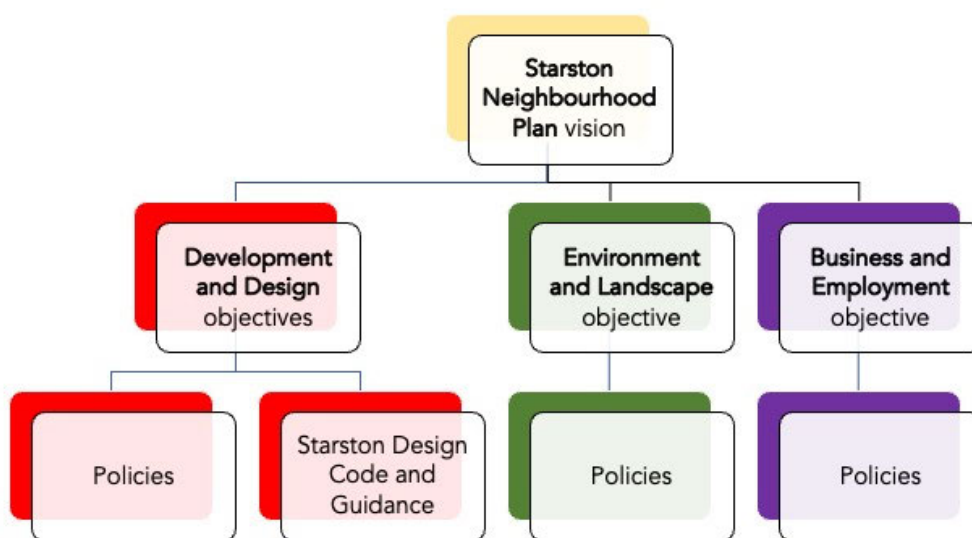 Starston
Neighbourhood
Plan vision
Development
and Design
objectives
Environment
and Landscape
objective
Business and
Employment
objective
Policies
Starston Design
Code and
Guidance
Policies
Policies